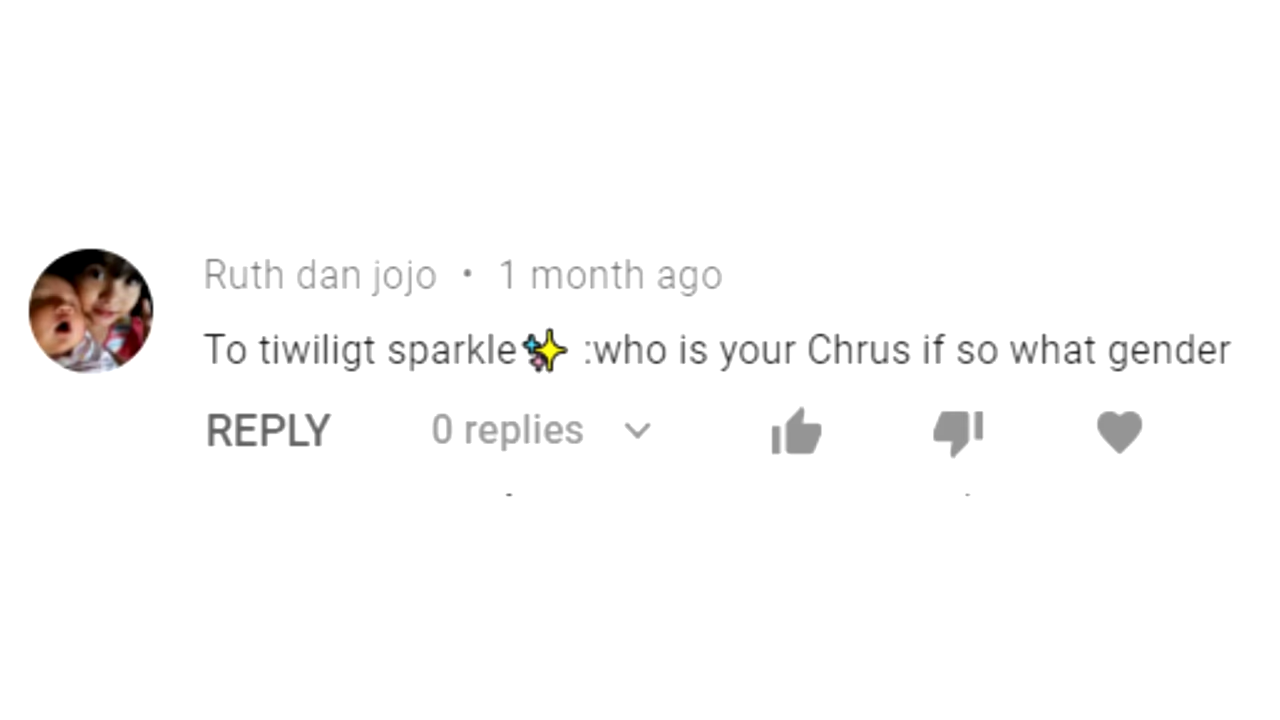 Ruth dan jojo • 1 month ago
To tiwiligt sparkle✨ :who is your Chrus if so what gender
REPLY 0 replies